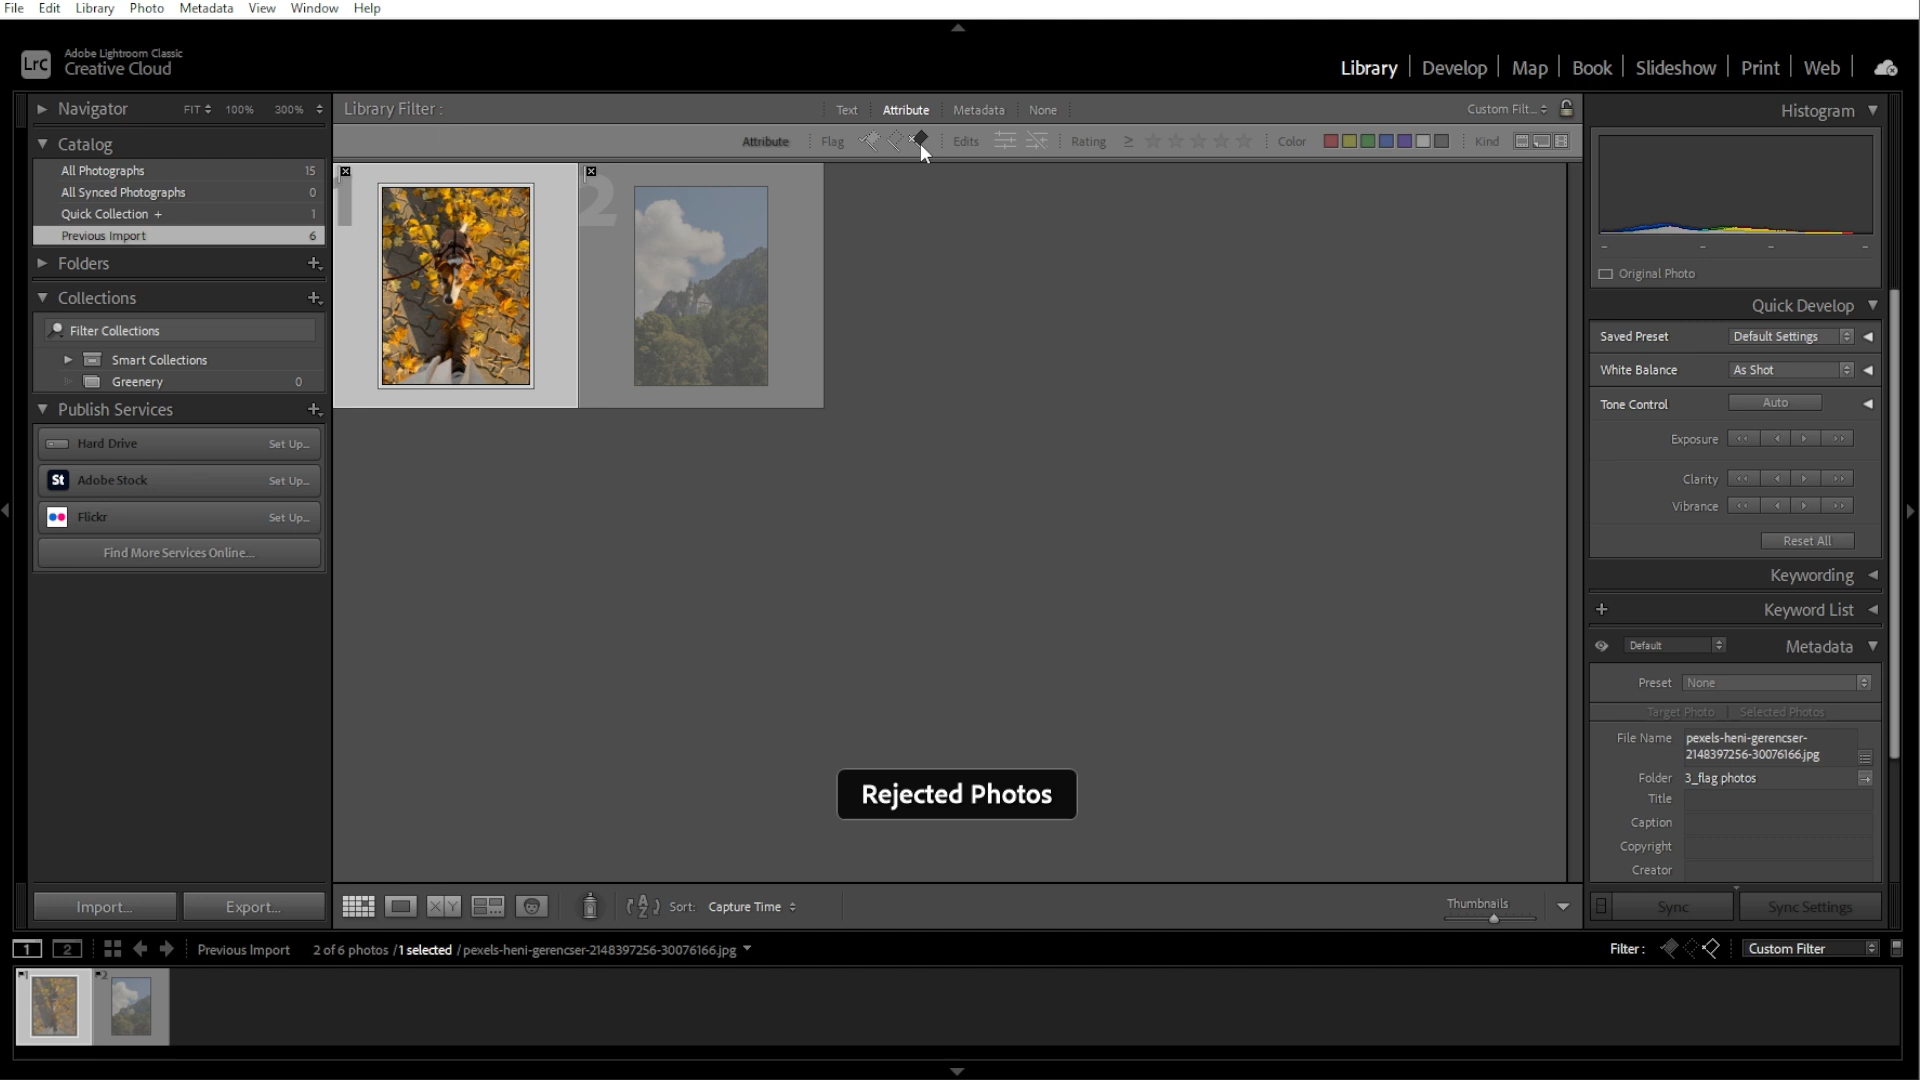 File Edit Library Photo Metadata View Window Help
LrC
Adobe Lightroom Classic
Creative Cloud
Library Develop Map Book Slideshow Print Web
Navigator FIT 100% 300%
Library Filter : Text Attribute Metadata None Custom Filt...
Histogram
Catalog
Attribute Flag Edits Rating ≥ Color Kind
All Photographs 15
All Synced Photographs 0
Quick Collection + 1
Previous Import 6
1
2
Folders
Original Photo
Collections
Quick Develop
Filter Collections
Saved Preset Default Settings
Smart Collections
White Balance As Shot
Greenery 0
Tone Control Auto
Publish Services
Exposure
Hard Drive Set Up...
St Adobe Stock Set Up...
Clarity
Flickr Set Up...
Vibrance
Find More Services Online...
Reset All
Keywording
Keyword List
Default Metadata
Preset None
Target Photo Selected Photos
File Name pexels-heni-gerencser-
2148397256-30076166.jpg
Folder 3_flag photos
Rejected Photos
Title
Caption
Copyright
Creator
Import... Export...
XY
Sort: Capture Time
Thumbnails
Sync Sync Settings
1 2 Previous Import 2 of 6 photos /1 selected /pexels-heni-gerencser-2148397256-30076166.jpg
Filter : Custom Filter
1 2